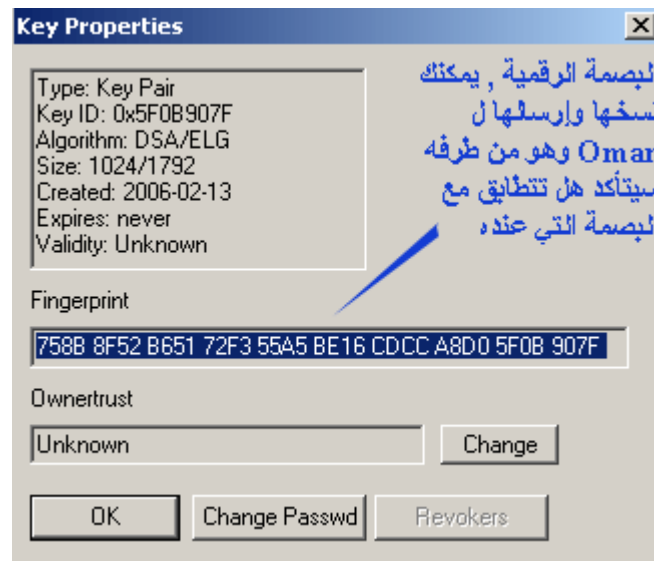 Key Properties
Type: Key Pair
Key ID: 0x5F0B907F
Algorithm: DSA/ELG
Size: 1024/1792
Created: 2006-02-13
Expires: never
Validity: Unknown
لبصمة الرقمية , يمكنك
نسخها وإرسالها ل
Omar وهو من طرفه
سيتأكد هل تتطابق مع
لبصمة التي عنده
Fingerprint
758B 8F52 B651 72F3 55A5 BE16 CDCC A8D0 5F0B 907F
Ownertrust
Unknown
Change
OK
Change Passwd
Revokers